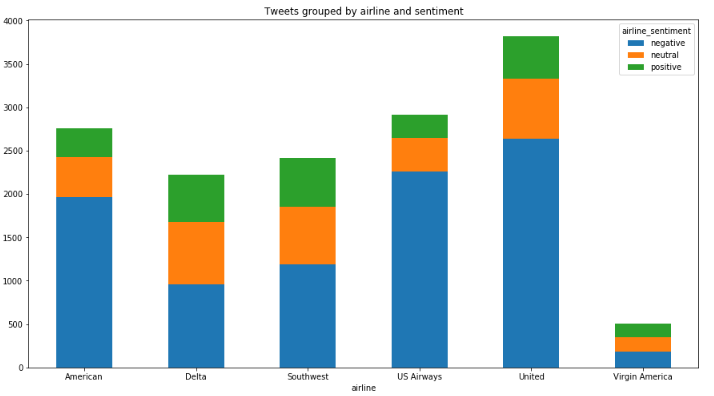 Tweets grouped by airline and sentiment
airline_sentiment
negative
neutral
positive
4000
3500
3000
2500
2000
1500
1000
500
0
American Delta Southwest US Airways United Virgin America
airline